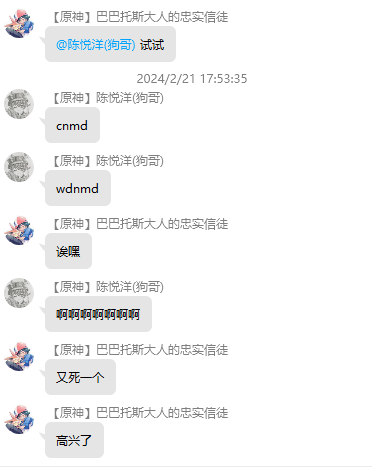 【原神】巴巴托斯大人的忠实信徒
@陈悦洋(狗哥) 试试
2024/2/21 17:53:35
【原神】陈悦洋(狗哥)
cnmd
【原神】陈悦洋(狗哥)
wdnmd
【原神】巴巴托斯大人的忠实信徒
诶嘿
【原神】陈悦洋(狗哥)
啊啊啊啊啊啊啊
【原神】巴巴托斯大人的忠实信徒
又死一个
【原神】巴巴托斯大人的忠实信徒
高兴了